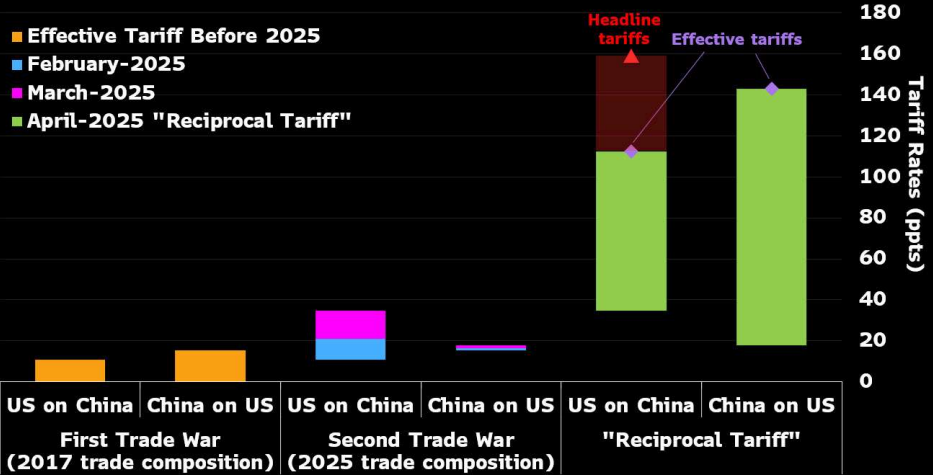 Effective Tariff Before 2025
February-2025
March-2025
April-2025 "Reciprocal Tariff"
Headline
tariffs
Effective tariffs
180
160
140
120
100
80
60
40
20
0
Tariff Rates (ppts)
US on China
China on US
US on China
China on US
US on China
China on US
First Trade War
(2017 trade composition)
Second Trade War
(2025 trade composition)
"Reciprocal Tariff"